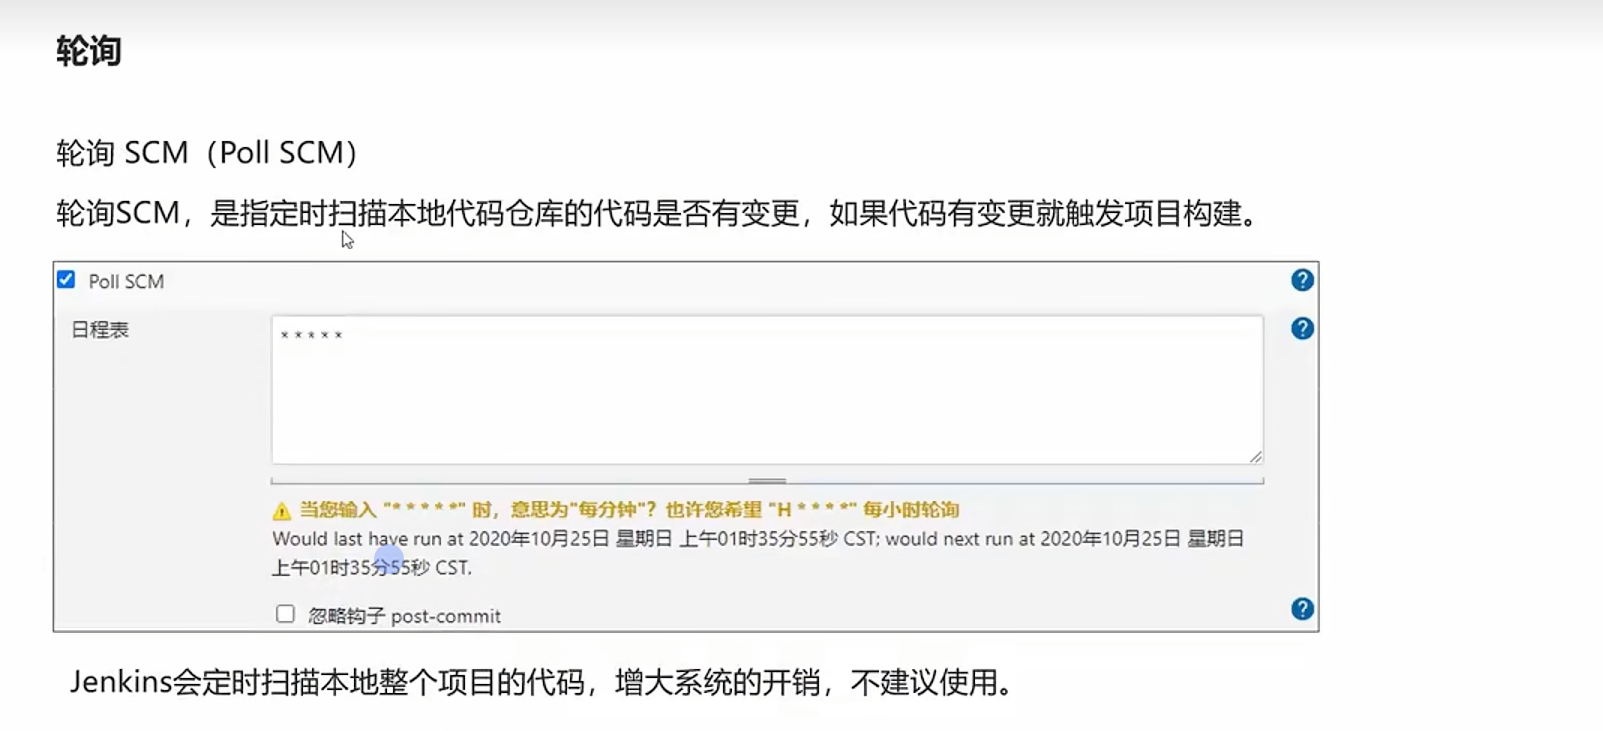 轮询
轮询 SCM（Poll SCM）
轮询SCM，是指定时扫描本地代码仓库的代码是否有变更，如果代码有变更就触发项目构建。
Poll SCM
日程表
* * * * *
当您输入 "* * * * *" 时，意思为"每分钟"？也许您希望 "H * * * *" 每小时轮询
Would last have run at 2020年10月25日 星期日 上午01时35分55秒 CST; would next run at 2020年10月25日 星期日
上午01时35分55秒 CST.
忽略钩子 post-commit
Jenkins会定时扫描本地整个项目的代码，增大系统的开销，不建议使用。